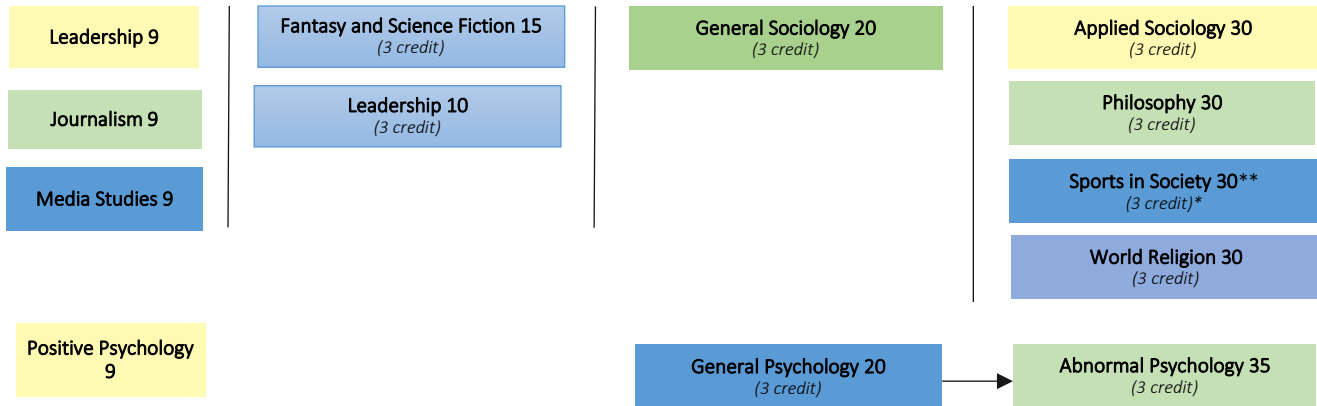 Leadership 9
Journalism 9
Media Studies 9
Positive Psychology
9
Fantasy and Science Fiction 15
(3 credit)
Leadership 10
(3 credit)
General Sociology 20
(3 credit)
General Psychology 20
(3 credit)
Applied Sociology 30
(3 credit)
Philosophy 30
(3 credit)
Sports in Society 30**
(3 credit)*
World Religion 30
(3 credit)
Abnormal Psychology 35
(3 credit)